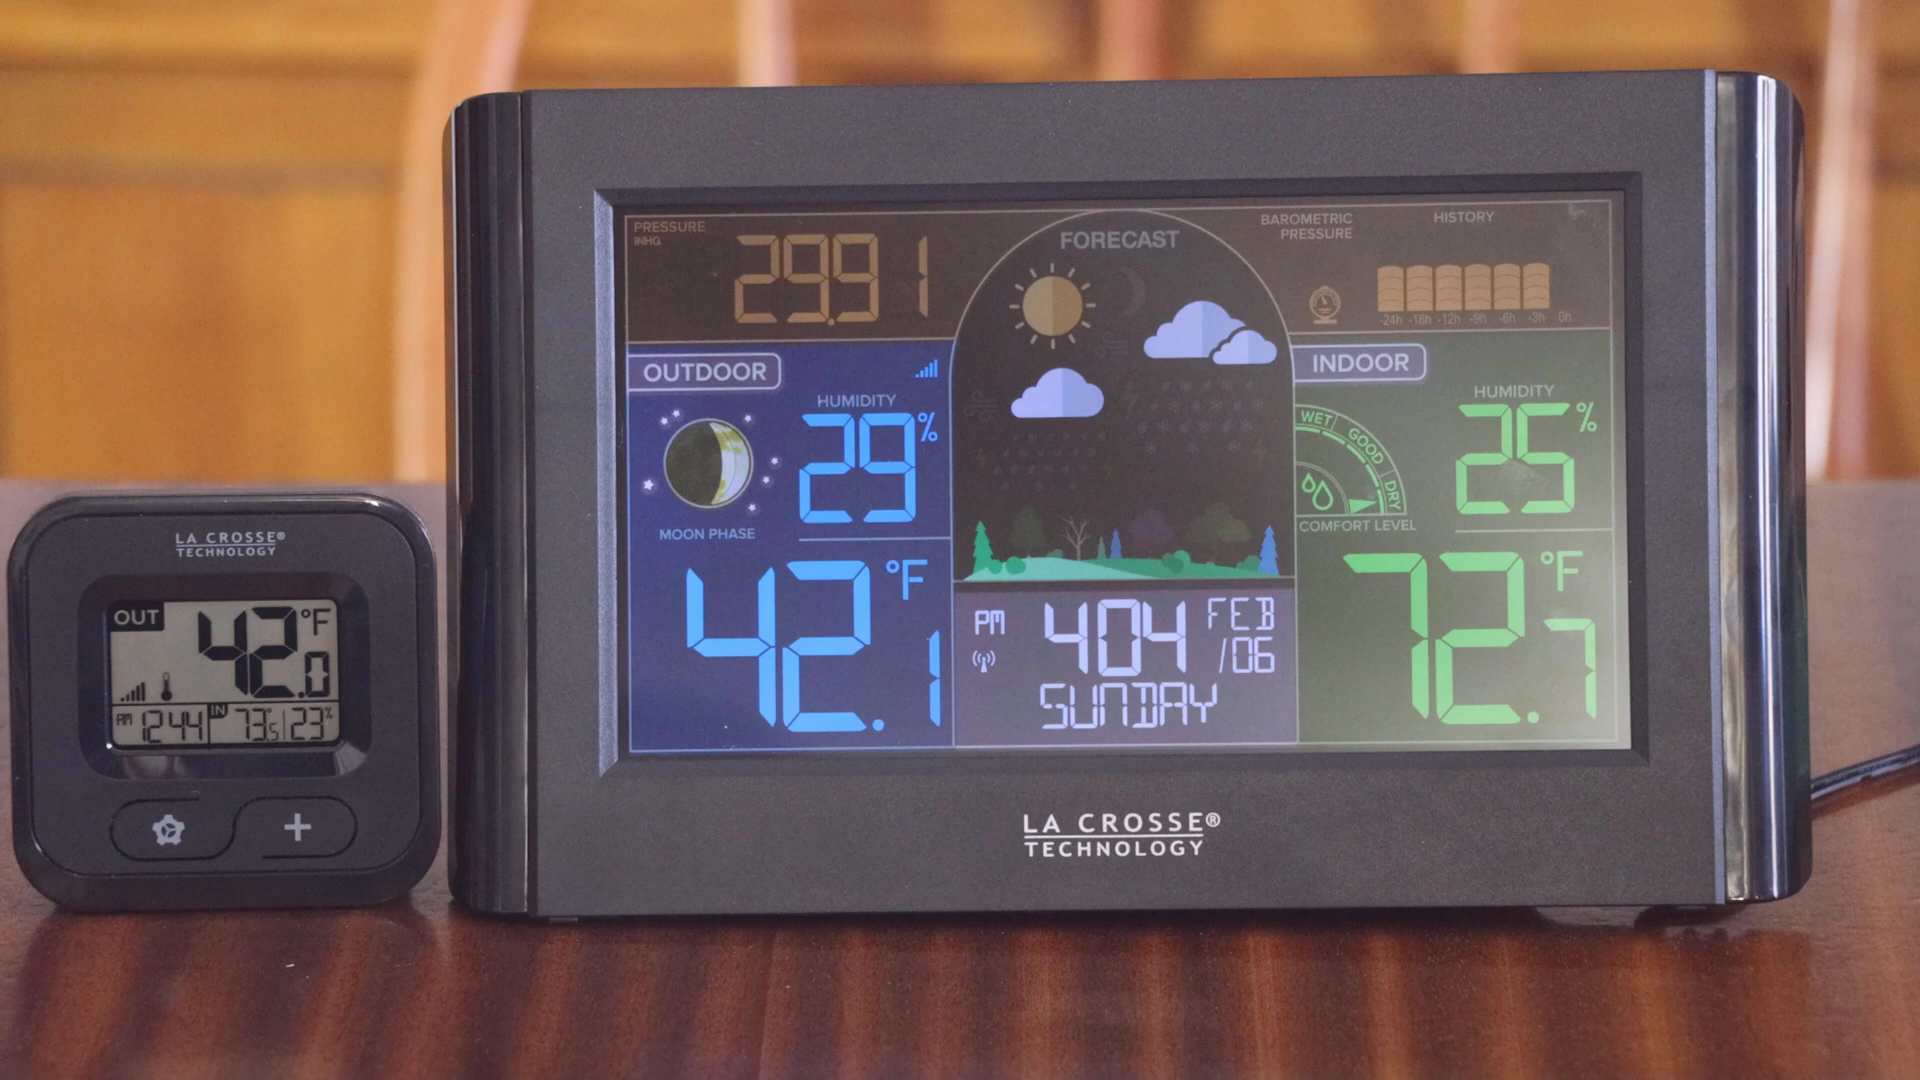 LA CROSSE®
TECHNOLOGY
OUT
42.0 °F
AM 12 44
IN
73.5° 23%
PRESSURE
INHG
29.91
FORECAST
BAROMETRIC
PRESSURE
HISTORY
-24h -18h -12h -9h -6h -3h 0h
OUTDOOR
HUMIDITY
29%
MOON PHASE
42.1 °F
PM 4 04 FEB
/06
SUNDAY
INDOOR
HUMIDITY
25%
WET GOOD DRY
COMFORT LEVEL
72.7 °F
LA CROSSE®
TECHNOLOGY